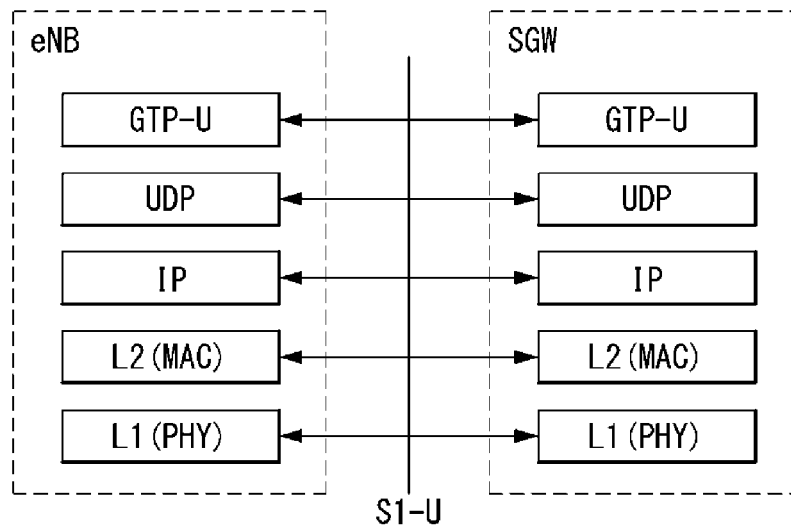 eNB
SGW
GTP-U
GTP-U
UDP
UDP
IP
IP
L2(MAC)
L2(MAC)
L1(PHY)
L1(PHY)
S1-U